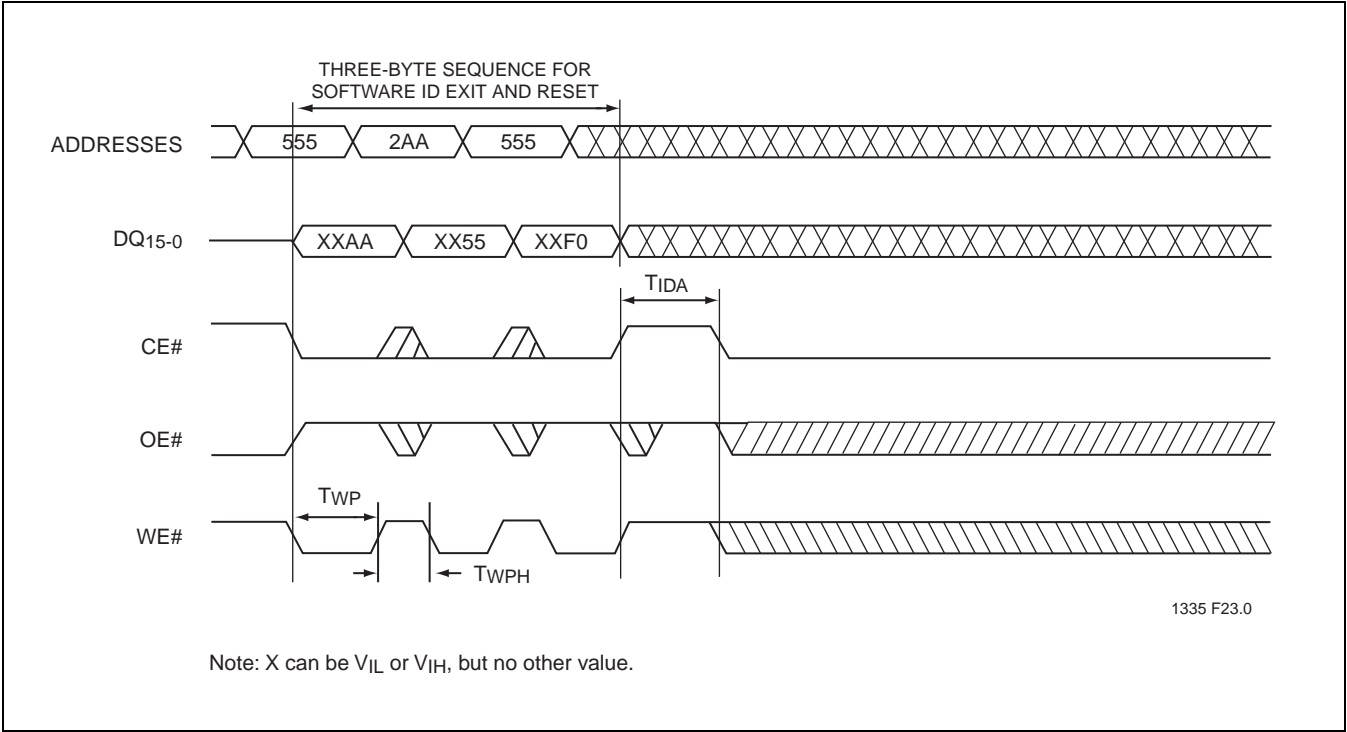 THREE-BYTE SEQUENCE FOR
SOFTWARE ID EXIT AND RESET
ADDRESSES 555 2AA 555
DQ15-0 XXAA XX55 XXF0
TIDA
CE#
OE#
TWP
WE#
TWPH
1335 F23.0
Note: X can be VIL or VIH, but no other value.